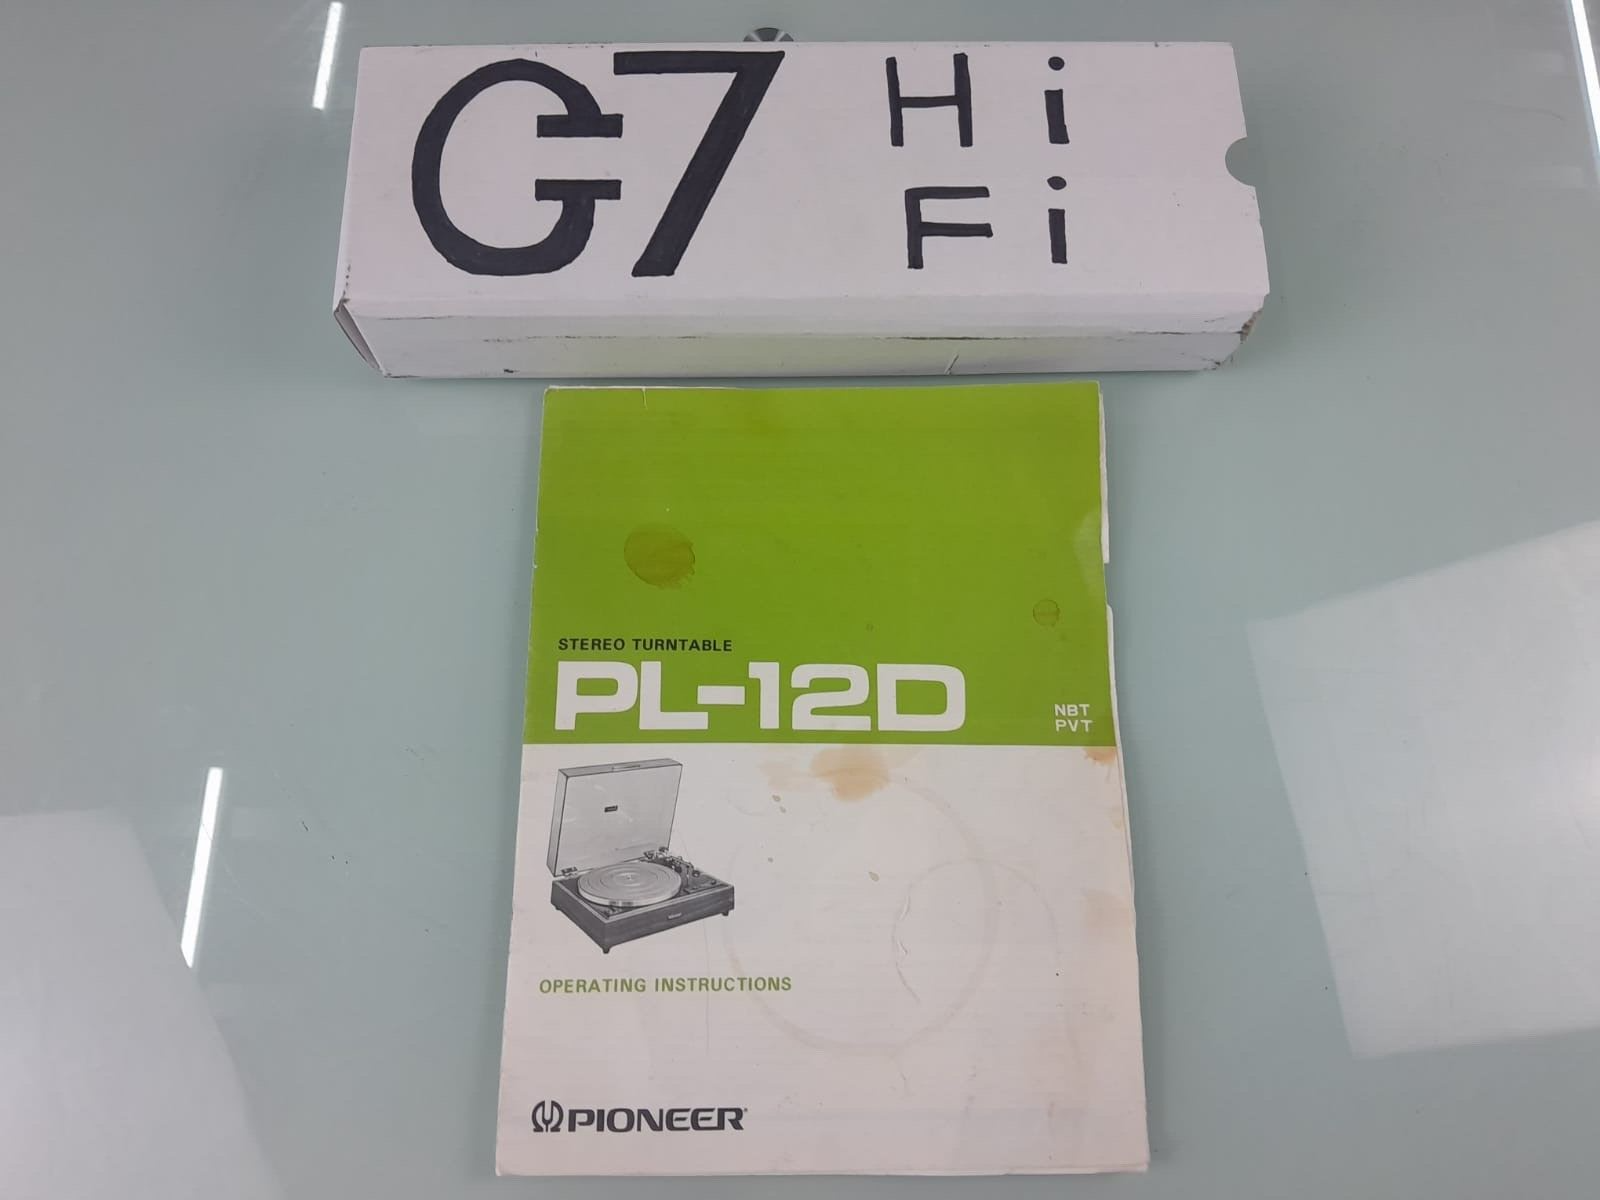 G7 Hi
Fi
STEREO TURNTABLE
PL-12D
NBT
PVT
OPERATING INSTRUCTIONS
PIONEER